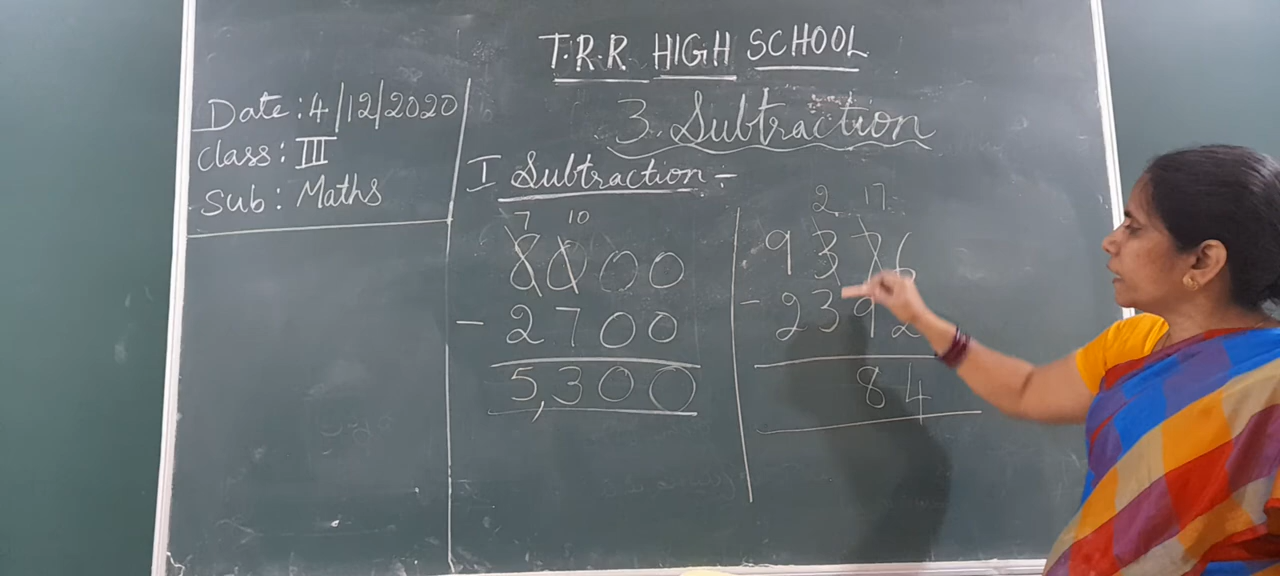 T.R.R HIGH SCHOOL
Date: 4/12/2020
Class: III
Sub: Maths
3. Subtraction
I Subtraction:-
7 10
8000
- 2700
5,300
2 17
9376
- 2392
84